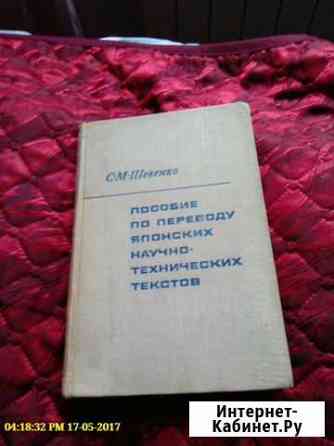 С·М·Шевенко
ПОСОБИЕ
ПО ПЕРЕВОДУ
ЯПОНСКИХ
НАУЧНО-
ТЕХНИЧЕСКИХ
ТЕКСТОВ
04:18:32 PM 17-05-2017
Интернет-
Кабинет.Ру